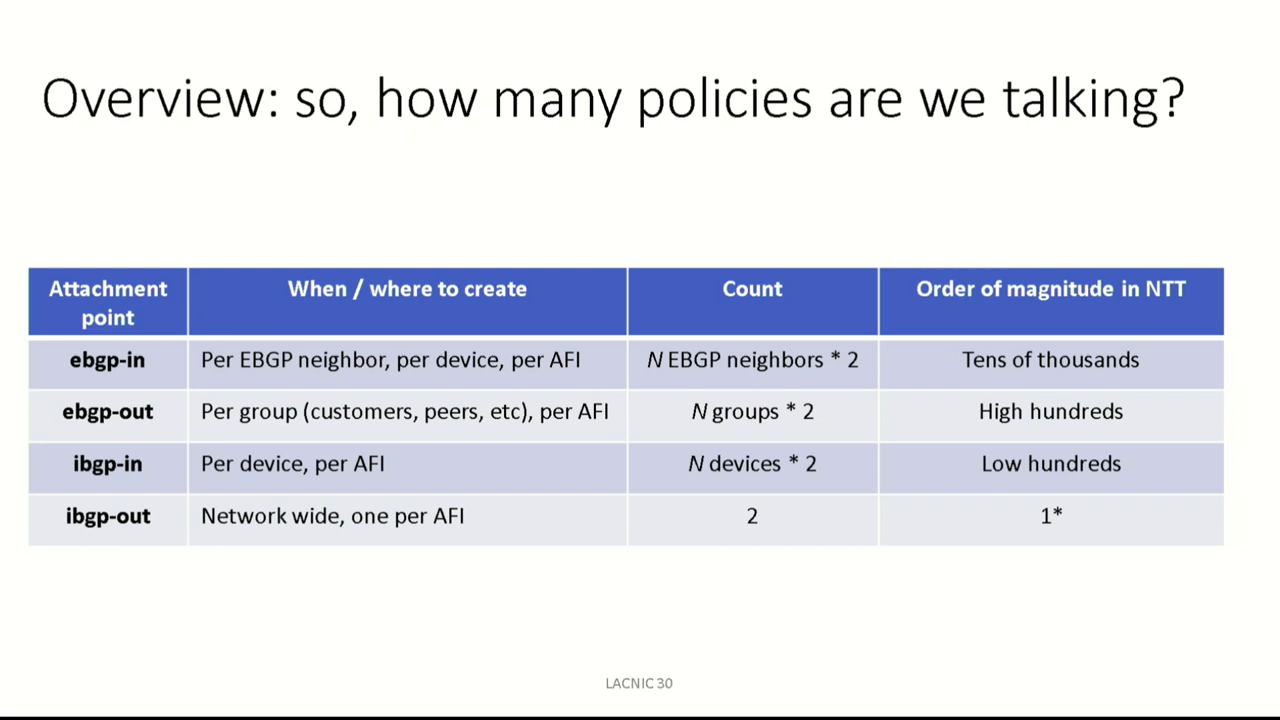 Overview: so, how many policies are we talking?
Attachment point
When / where to create
Count
Order of magnitude in NTT
ebgp-in
Per EBGP neighbor, per device, per AFI
N EBGP neighbors * 2
Tens of thousands
ebgp-out
Per group (customers, peers, etc), per AFI
N groups * 2
High hundreds
ibgp-in
Per device, per AFI
N devices * 2
Low hundreds
ibgp-out
Network wide, one per AFI
2
1*
LACNIC 30